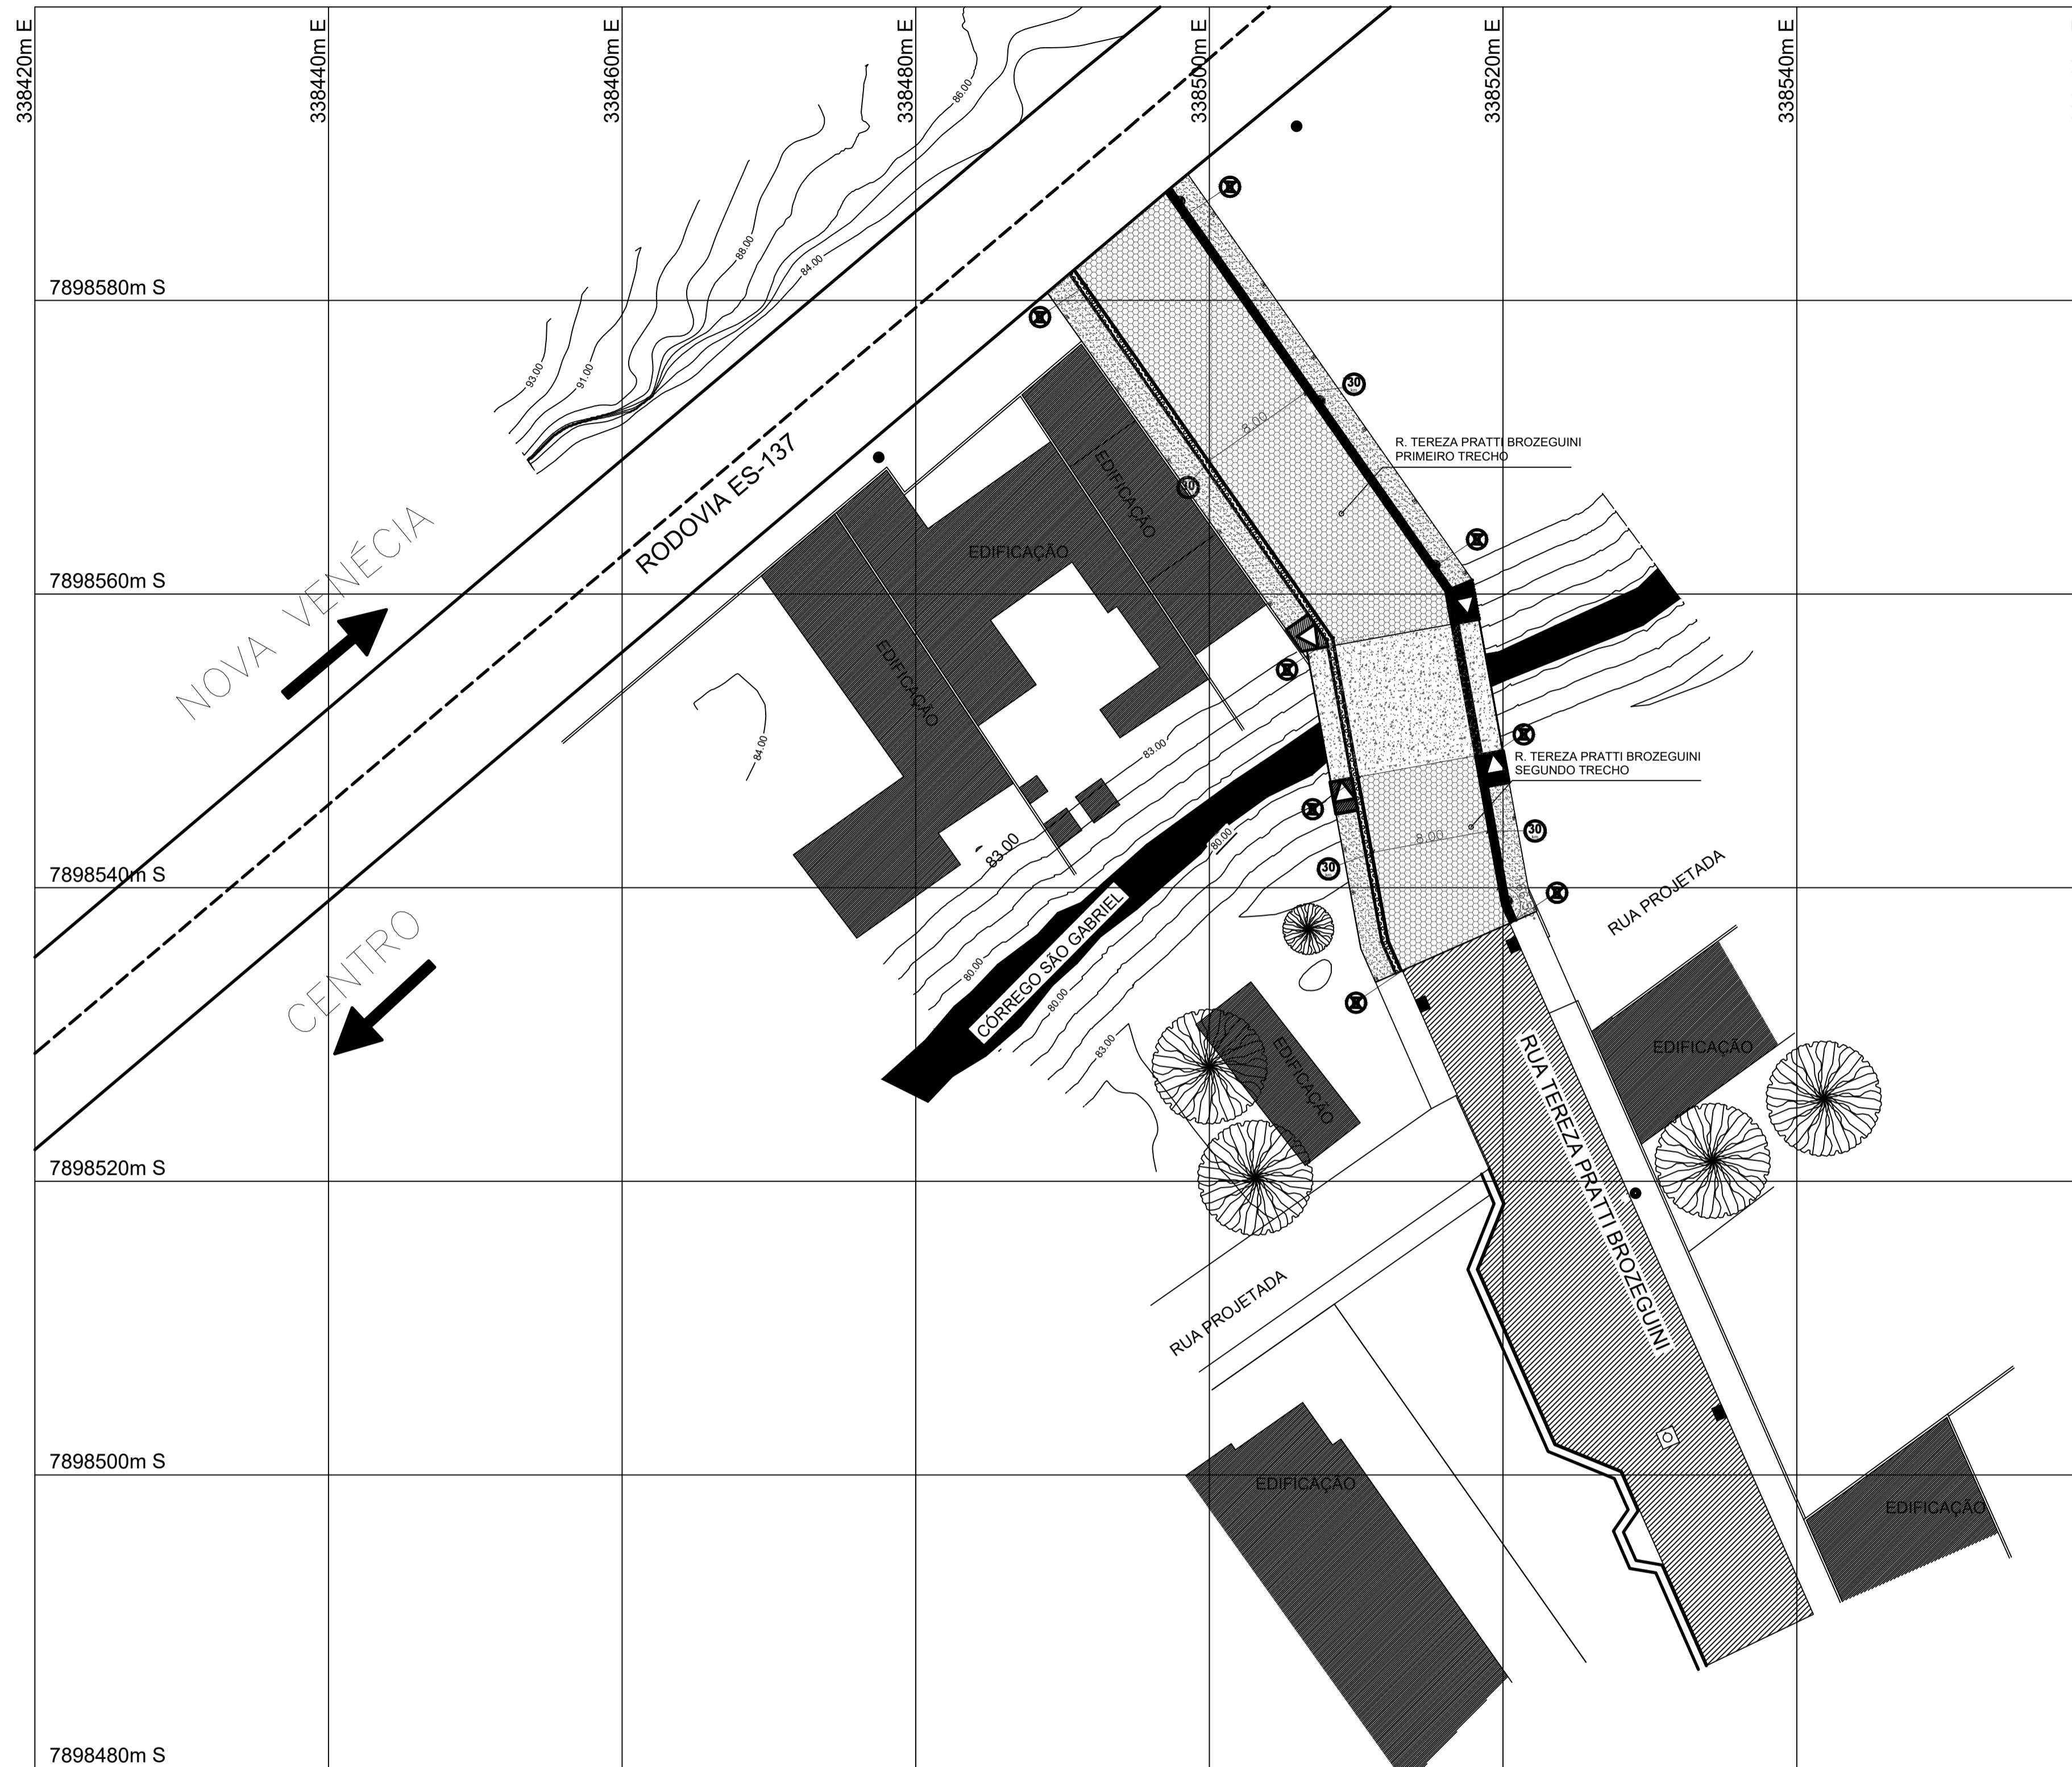 338420m E
338440m E
338460m E
338480m E
338500m E
338520m E
338540m E
86.00
88.00
84.00
7898580m S
93.00
91.00
30
8.00
R. TEREZA PRATTI BROZEGUINI
PRIMEIRO TRECHO
RODOVIA ES-137
EDIFICAÇÃO
30
EDIFICAÇÃO
NOVA VENÉCIA
7898560m S
EDIFICAÇÃO
84.00
83.00
R. TEREZA PRATTI BROZEGUINI
SEGUNDO TRECHO
83.00
80.00
8.00
30
30
7898540m S
RUA PROJETADA
CENTRO
CÓRREGO SÃO GABRIEL
80.00
80.00
83.00
EDIFICAÇÃO
EDIFICAÇÃO
RUA TEREZA PRATTI BROZEGUINI
7898520m S
RUA PROJETADA
7898500m S
EDIFICAÇÃO
EDIFICAÇÃO
7898480m S